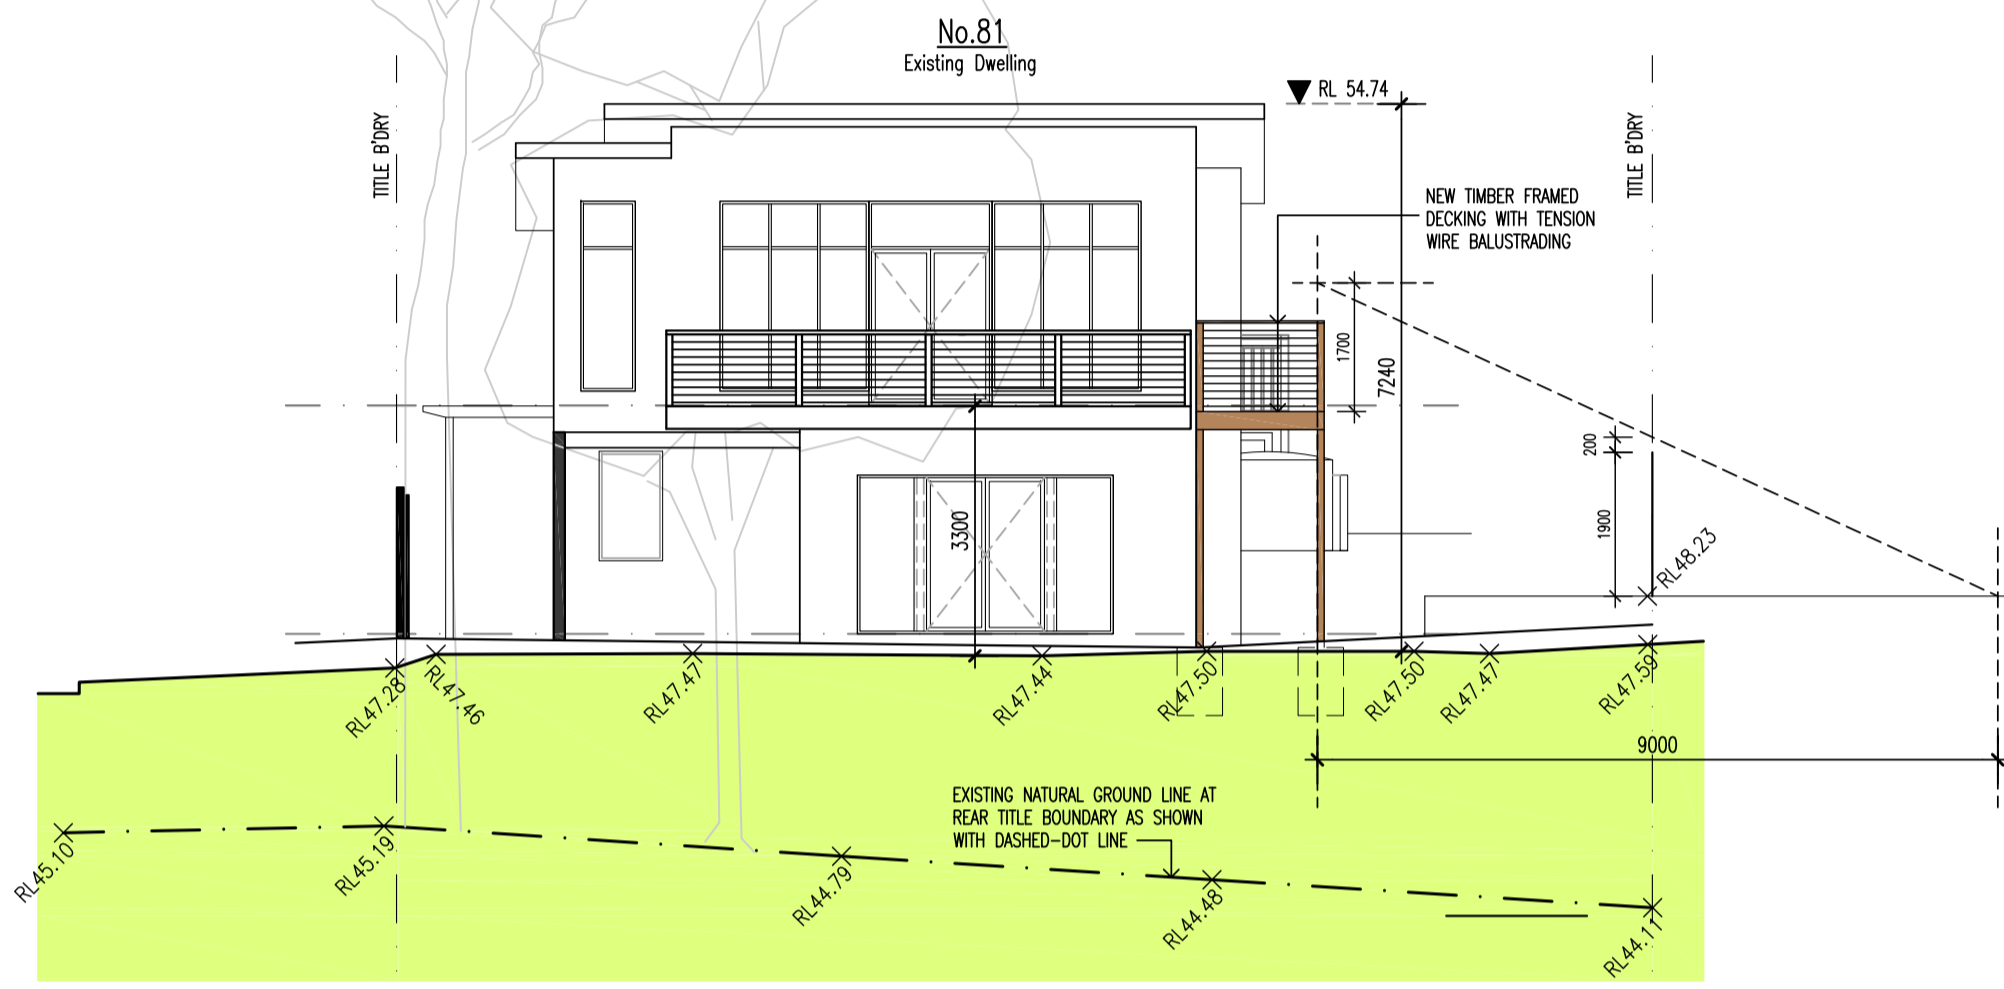 No.81
Existing Dwelling
RL 54.74
TITLE B'DRY
TITLE B'DRY
NEW TIMBER FRAMED
DECKING WITH TENSION
WIRE BALUSTRADING
1700
7240
200
1900
3300
RL48.23
RL47.28
RL47.46
RL47.47
RL47.44
RL47.50
RL47.50
RL47.47
RL47.59
9000
EXISTING NATURAL GROUND LINE AT
REAR TITLE BOUNDARY AS SHOWN
WITH DASHED-DOT LINE
RL45.10
RL45.19
RL44.79
RL44.48
RL44.11